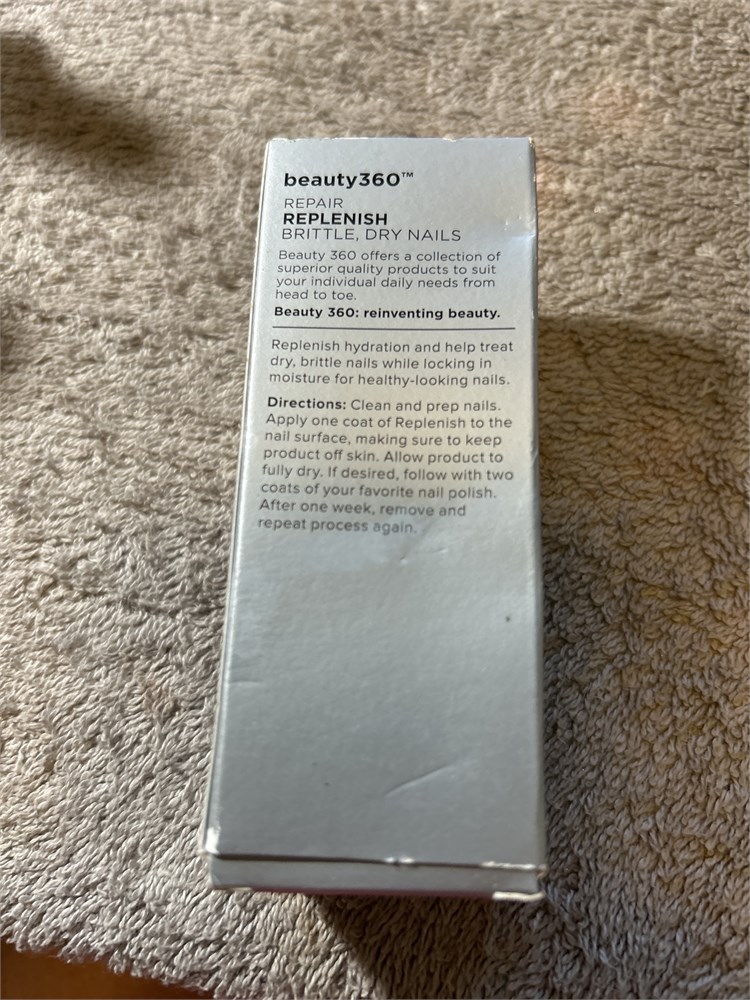 beauty360™
REPAIR
REPLENISH
BRITTLE, DRY NAILS
Beauty 360 offers a collection of
superior quality products to suit
your individual daily needs from
head to toe.
Beauty 360: reinventing beauty.
Replenish hydration and help treat
dry, brittle nails while locking in
moisture for healthy-looking nails.
Directions: Clean and prep nails.
Apply one coat of Replenish to the
nail surface, making sure to keep
product off skin. Allow product to
fully dry. If desired, follow with two
coats of your favorite nail polish.
After one week, remove and
repeat process again.